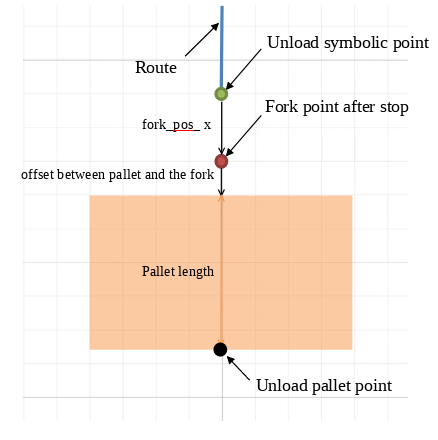 Unload symbolic point
Route
Fork point after stop
fork_pos_ x
offset between pallet and the fork
Pallet length
Unload pallet point